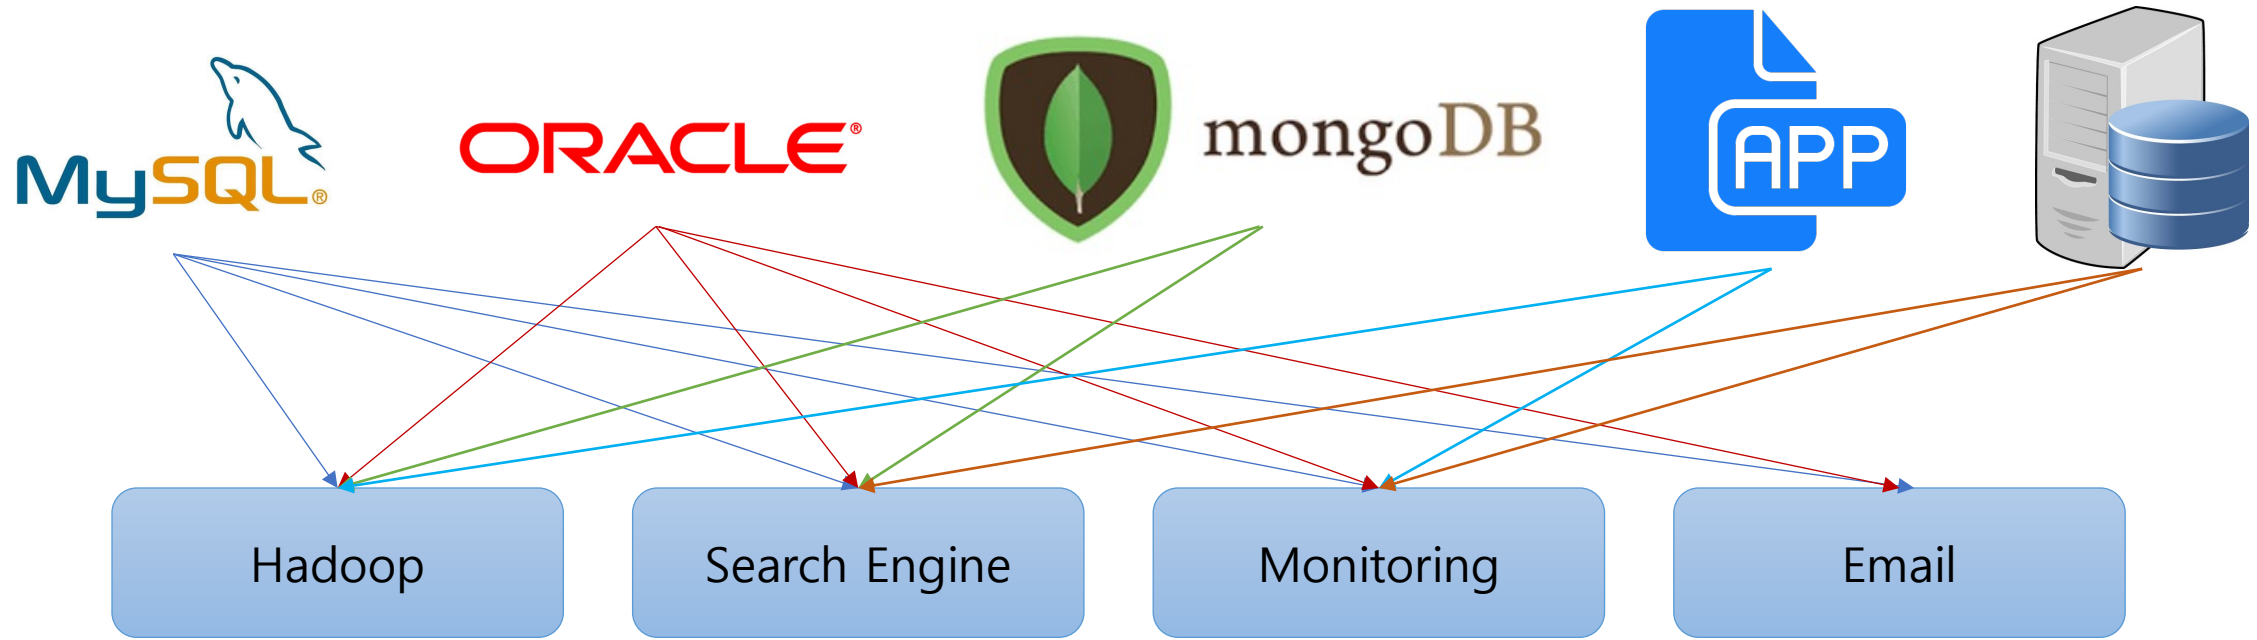 MySQL®
ORACLE®
mongoDB
APP
Hadoop
Search Engine
Monitoring
Email